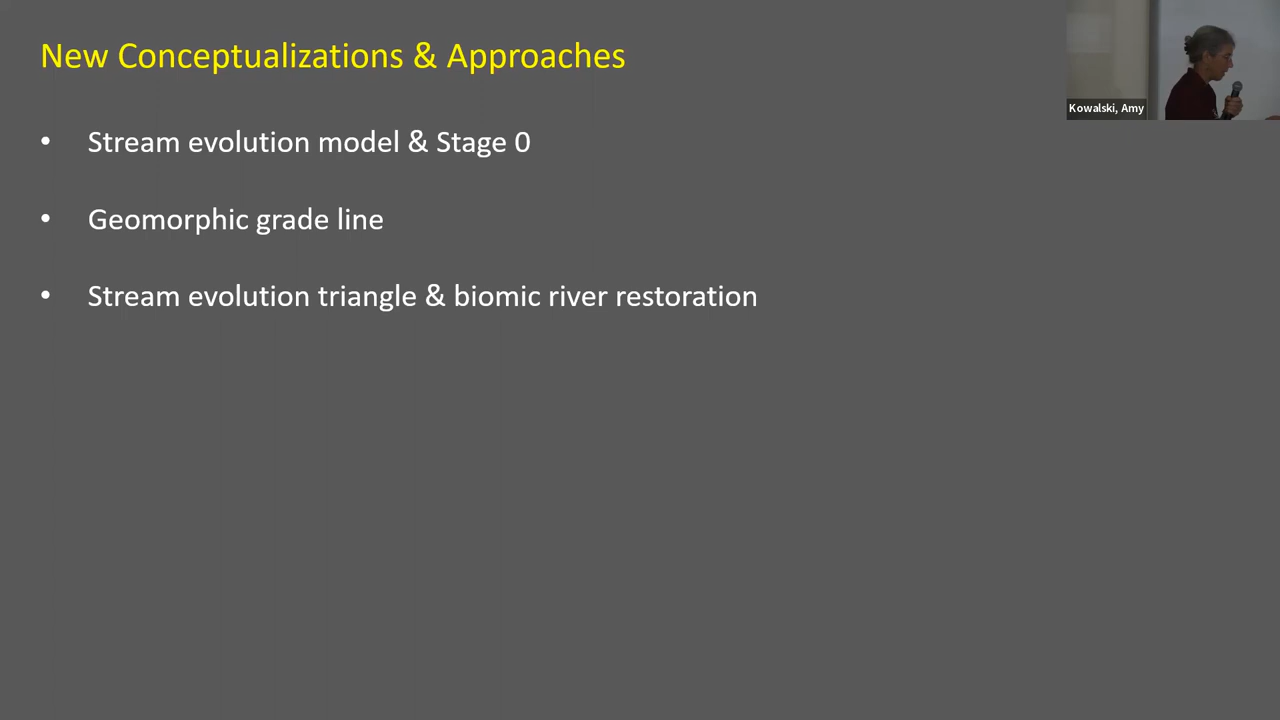 New Conceptualizations & Approaches
Kowalski, Amy
• Stream evolution model & Stage 0
• Geomorphic grade line
• Stream evolution triangle & biomic river restoration